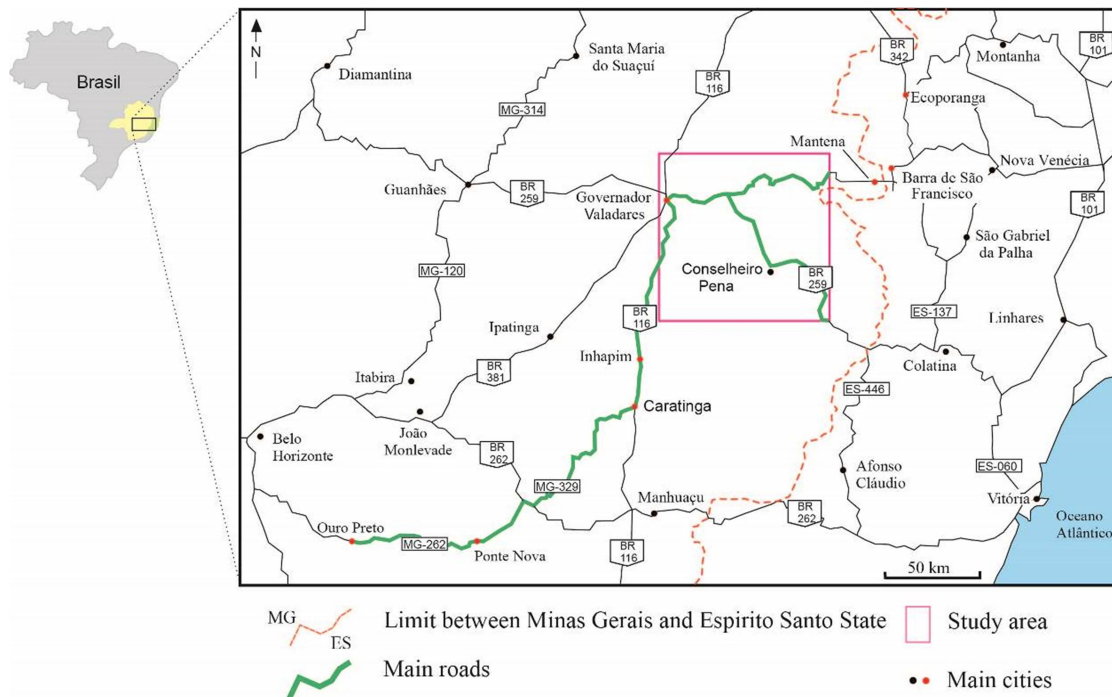 Brasil
N
Diamantina
Santa Maria
do Suaçuí
BR
116
BR
342
Montanha
BR
101
Ecoporanga
MG-314
Mantena
Nova Venécia
Guanhães
BR
259
Governador
Valadares
Barra de São
Francisco
BR
101
São Gabriel
da Palha
MG-120
Conselheiro
Pena
BR
259
ES-137
Linhares
BR
116
Ipatinga
Inhapim
Colatina
BR
381
Itabira
ES-446
Caratinga
João
Monlevade
Belo
Horizonte
BR
262
ES-060
Afonso
Cláudio
MG-329
Manhuaçu
BR
262
Vitória
Ouro Preto
MG-262
Ponte Nova
BR
116
Oceano
Atlântico
50 km
MG
ES
Limit between Minas Gerais and Espirito Santo State
Study area
Main roads
Main cities